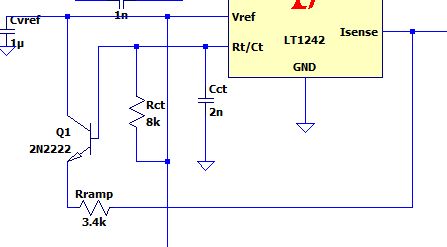 Cvref
1µ
1n
Vref
Rt/Ct
LT1242
Isense
GND
Rct
8k
Cct
2n
Q1
2N2222
Rramp
3.4k